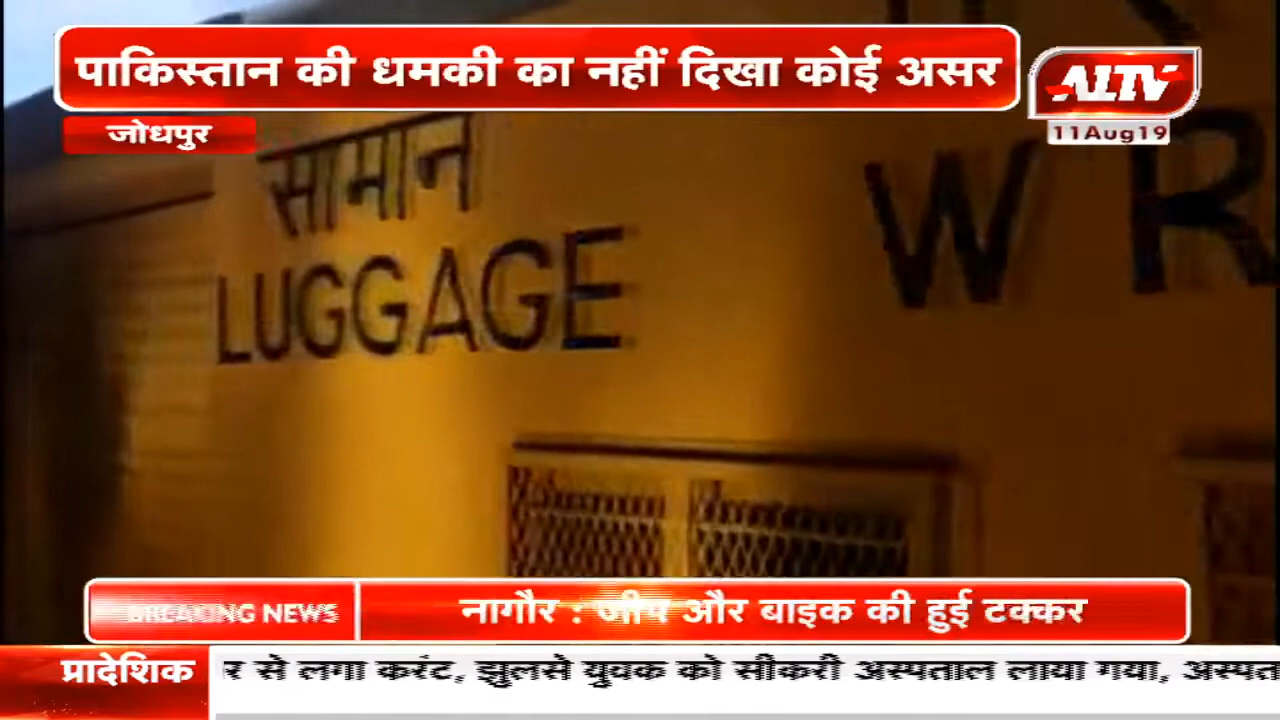 पाकिस्तान की धमकी का नहीं दिखा कोई असर
ALTV
11Aug19
जोधपुर
सामान
LUGGAGE
W R
BREAKING NEWS
नागौर : जीप और बाइक की हुई टक्कर
प्रादेशिक
र से लगा करंट, झुलसे युवक को सीकरी अस्पताल लाया गया, अस्पत